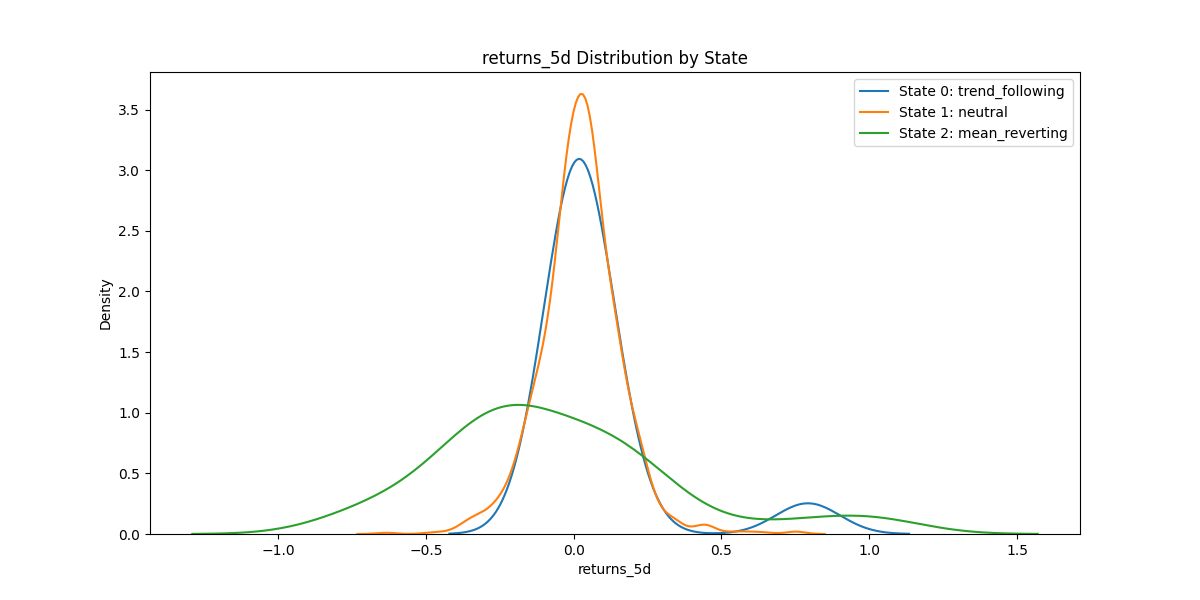 returns_5d Distribution by State
State 0: trend_following
State 1: neutral
State 2: mean_reverting
Density
3.5
3.0
2.5
2.0
1.5
1.0
0.5
0.0
−1.0 −0.5 0.0 0.5 1.0 1.5
returns_5d